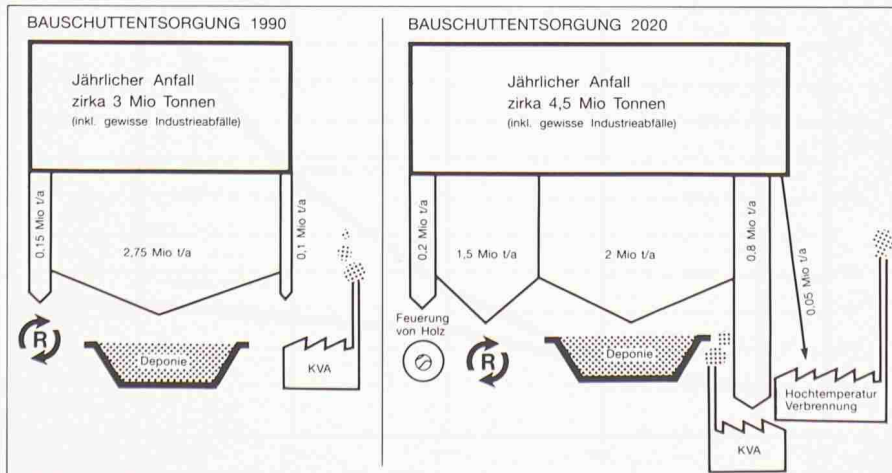 BAUSCHUTTENTSORGUNG 1990
Jährlicher Anfall
zirka 3 Mio Tonnen
(inkl. gewisse Industrieabfälle)
0,15 Mio t/a
2,75 Mio t/a
0,1 Mio t/a
R
Deponie
KVA
BAUSCHUTTENTSORGUNG 2020
Jährlicher Anfall
zirka 4,5 Mio Tonnen
(inkl. gewisse Industrieabfälle)
0,2 Mio t/a
1,5 Mio t/a
2 Mio t/a
0,8 Mio t/a
0,05 Mio t/a
Feuerung
von Holz
R
Deponie
Hochtemperatur
Verbrennung
KVA